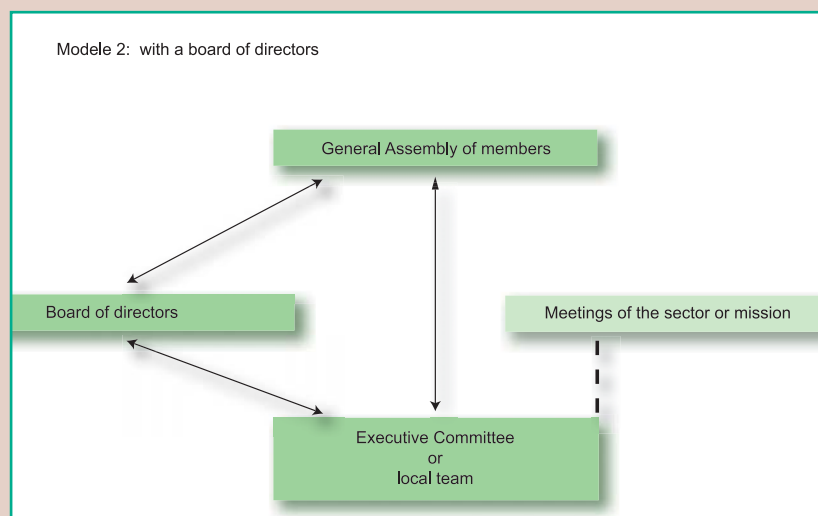 Modele 2: with a board of directors
General Assembly of members
Board of directors
Meetings of the sector or mission
Executive Committee
or
local team